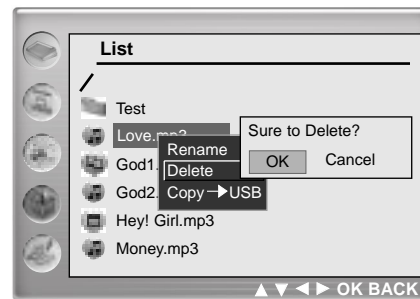 List
/
Test
Love.mp3
Rename
Sure to Delete?
God1.
Delete
OK Cancel
God2.
Copy → USB
Hey! Girl.mp3
Money.mp3
▲ ▼ ◀ ▶ OK BACK